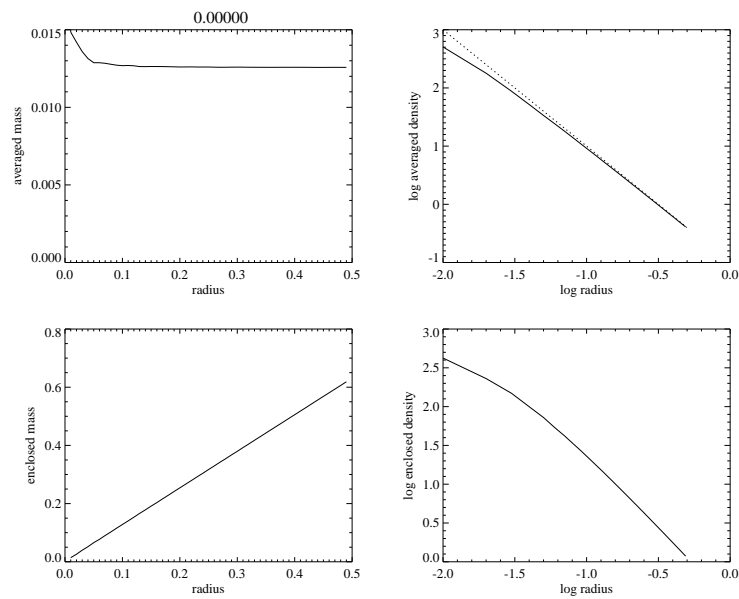 0.00000
0.015
0.010
0.005
0.000
averaged mass
0.0 0.1 0.2 0.3 0.4 0.5
radius
3
2
1
0
-1
log averaged density
-2.0 -1.5 -1.0 -0.5 0.0
log radius
0.8
0.6
0.4
0.2
0.0
enclosed mass
0.0 0.1 0.2 0.3 0.4 0.5
radius
3.0
2.5
2.0
1.5
1.0
0.5
0.0
log enclosed density
-2.0 -1.5 -1.0 -0.5 0.0
log radius